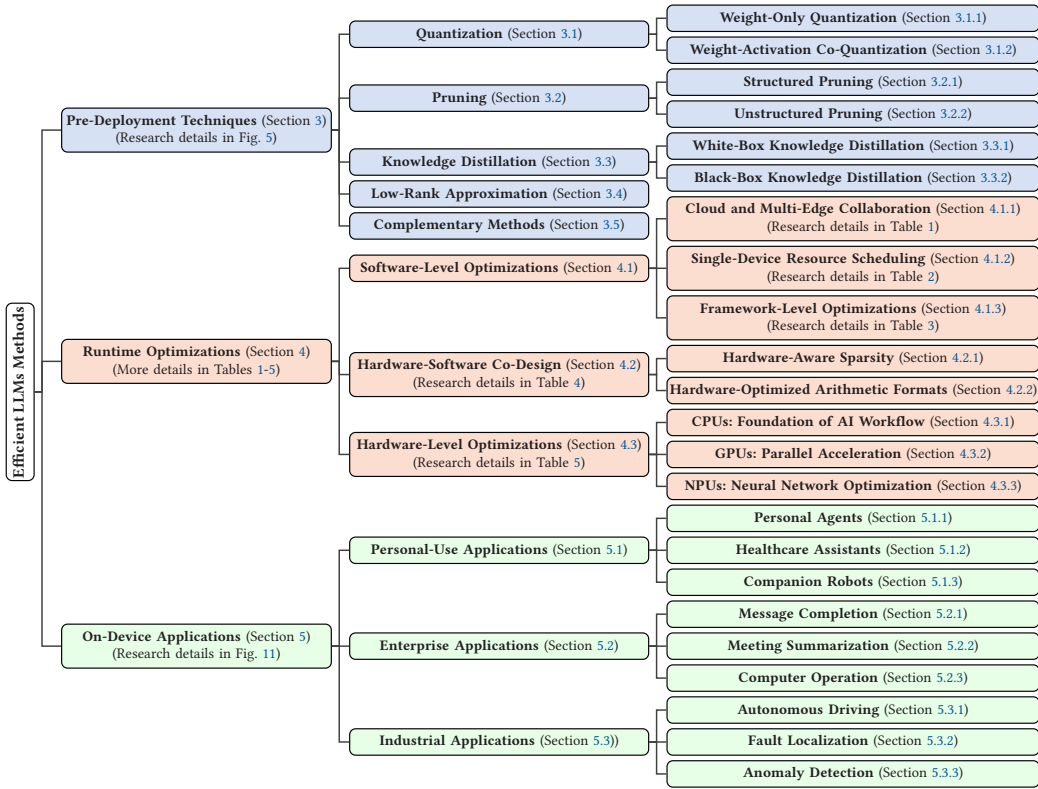 Efficient LLMs Methods
Pre-Deployment Techniques (Section 3)
(Research details in Fig. 5)
Quantization (Section 3.1)
Weight-Only Quantization (Section 3.1.1)
Weight-Activation Co-Quantization (Section 3.1.2)
Pruning (Section 3.2)
Structured Pruning (Section 3.2.1)
Unstructured Pruning (Section 3.2.2)
Knowledge Distillation (Section 3.3)
White-Box Knowledge Distillation (Section 3.3.1)
Black-Box Knowledge Distillation (Section 3.3.2)
Low-Rank Approximation (Section 3.4)
Complementary Methods (Section 3.5)
Runtime Optimizations (Section 4)
(More details in Tables 1-5)
Software-Level Optimizations (Section 4.1)
Cloud and Multi-Edge Collaboration (Section 4.1.1)
(Research details in Table 1)
Single-Device Resource Scheduling (Section 4.1.2)
(Research details in Table 2)
Framework-Level Optimizations (Section 4.1.3)
(Research details in Table 3)
Hardware-Software Co-Design (Section 4.2)
(Research details in Table 4)
Hardware-Aware Sparsity (Section 4.2.1)
Hardware-Optimized Arithmetic Formats (Section 4.2.2)
Hardware-Level Optimizations (Section 4.3)
(Research details in Table 5)
CPUs: Foundation of AI Workflow (Section 4.3.1)
GPUs: Parallel Acceleration (Section 4.3.2)
NPUs: Neural Network Optimization (Section 4.3.3)
On-Device Applications (Section 5)
(Research details in Fig. 11)
Personal-Use Applications (Section 5.1)
Personal Agents (Section 5.1.1)
Healthcare Assistants (Section 5.1.2)
Companion Robots (Section 5.1.3)
Enterprise Applications (Section 5.2)
Message Completion (Section 5.2.1)
Meeting Summarization (Section 5.2.2)
Computer Operation (Section 5.2.3)
Industrial Applications (Section 5.3))
Autonomous Driving (Section 5.3.1)
Fault Localization (Section 5.3.2)
Anomaly Detection (Section 5.3.3)